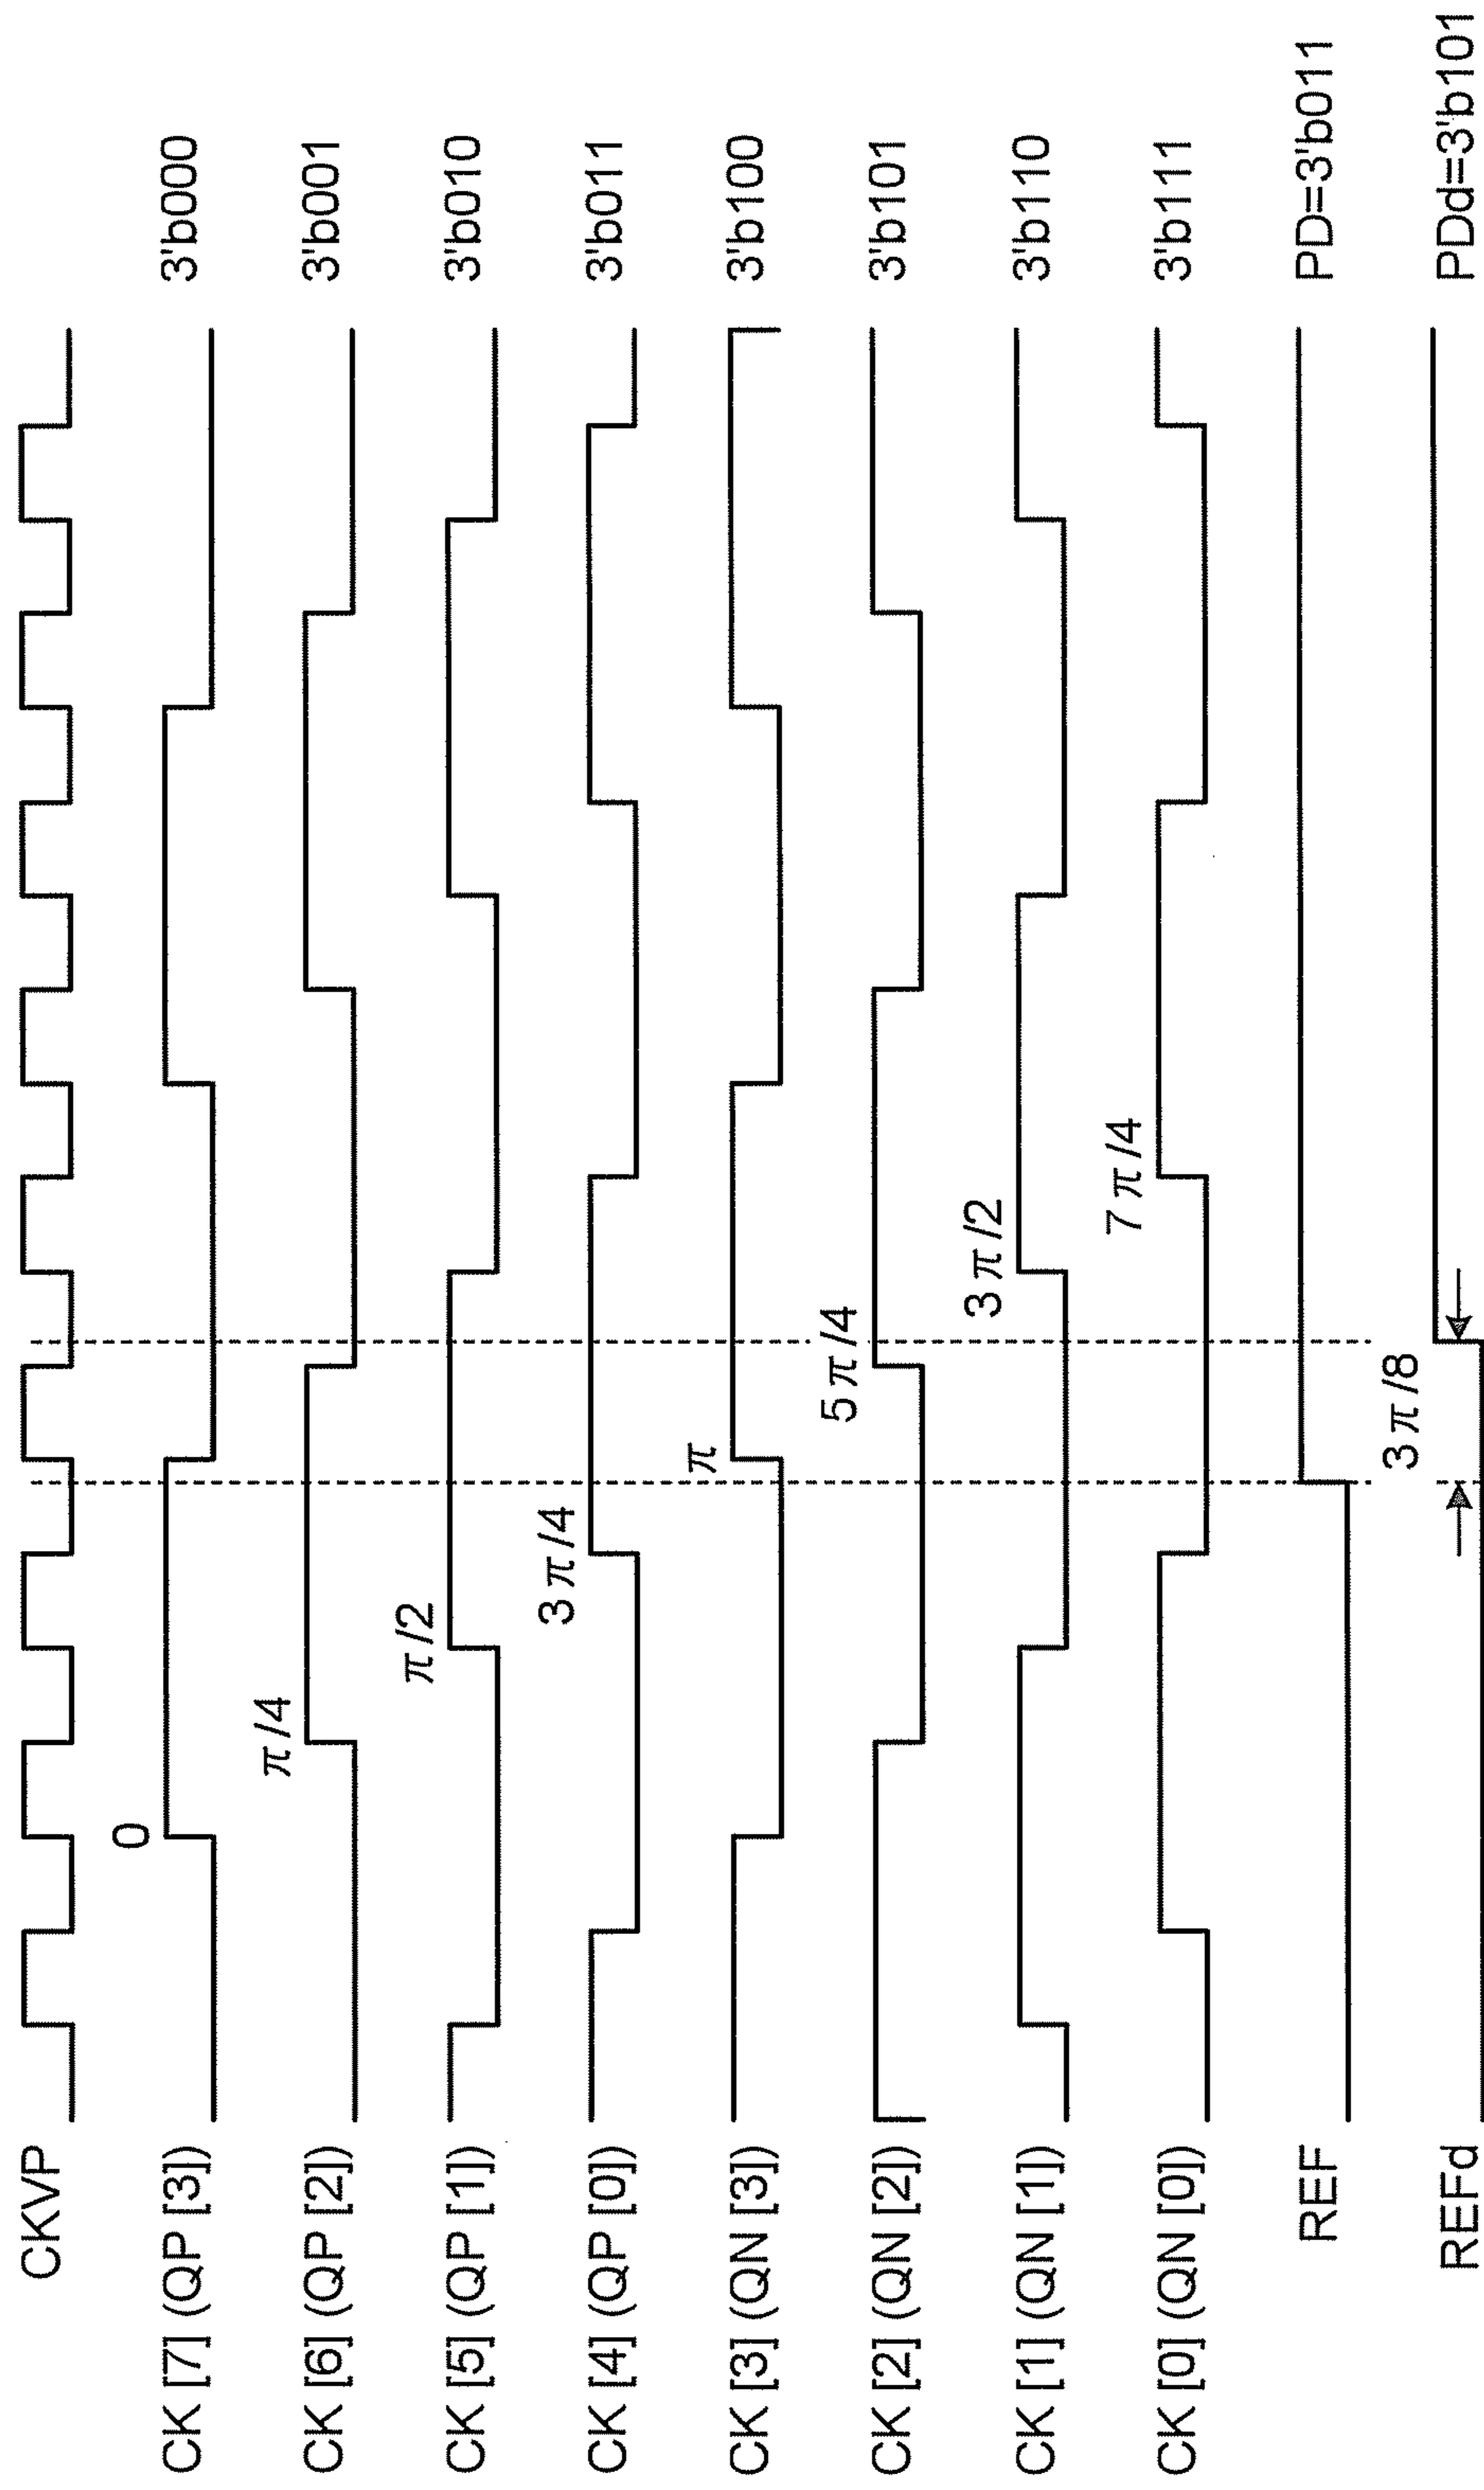 CKVP
CK [7] (QP [3]) 0 3'b000
CK [6] (QP [2]) π/4 3'b001
CK [5] (QP [1]) π/2 3'b010
CK [4] (QP [0]) 3π/4 3'b011
CK [3] (QN [3]) π 3'b100
CK [2] (QN [2]) 5π/4 3'b101
CK [1] (QN [1]) 3π/2 3'b110
CK [0] (QN [0]) 7π/4 3'b111
REF PD=3'b011
REFd 3π/8 PDd=3'b101